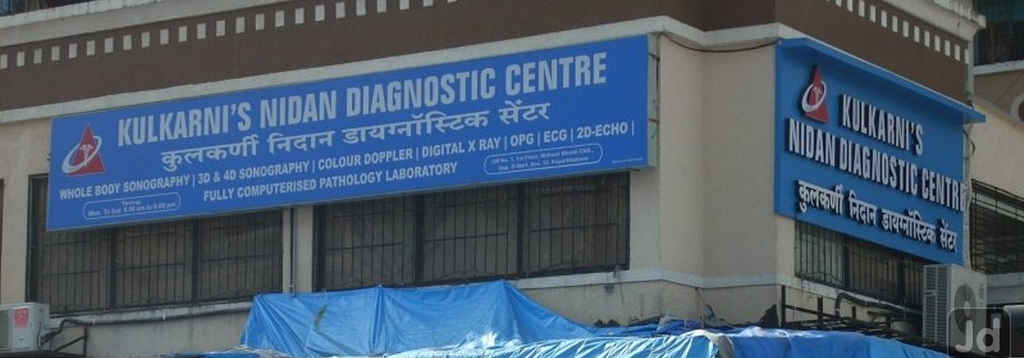 KULKARNI'S NIDAN DIAGNOSTIC CENTRE
कुलकर्णी निदान डायग्नॉस्टिक सेंटर
WHOLE BODY SONOGRAPHY | 3D & 4D SONOGRAPHY | COLOUR DOPPLER | DIGITAL X RAY | OPG | ECG | 2D-ECHO |
FULLY COMPUTERISED PATHOLOGY LABORATORY
KULKARNI'S
NIDAN DIAGNOSTIC CENTRE
कुलकर्णी निदान डायग्नॉस्टिक सेंटर
Jd